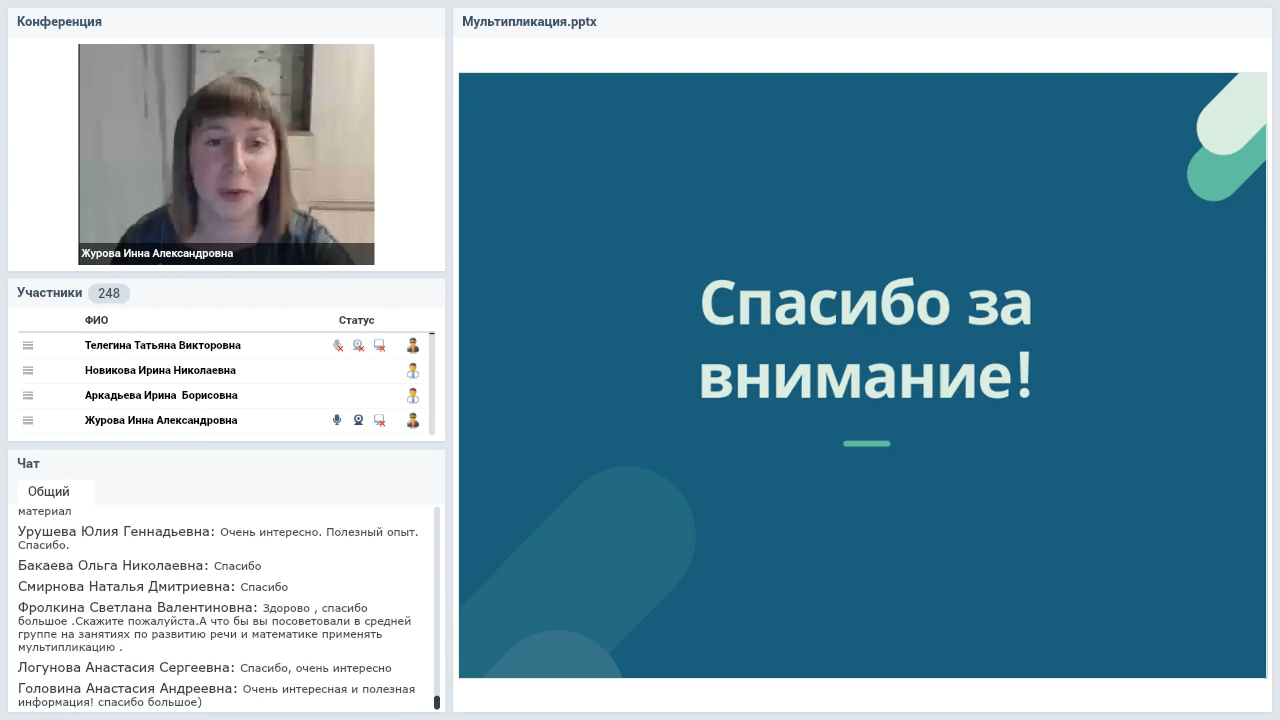 Конференция
Журова Инна Александровна
Участники 248
ФИО Статус
Телегина Татьяна Викторовна
Новикова Ирина Николаевна
Аркадьева Ирина Борисовна
Журова Инна Александровна
Чат
Общий
материал
Урушева Юлия Геннадьевна: Очень интересно. Полезный опыт.
Спасибо.
Бакаева Ольга Николаевна: Спасибо
Смирнова Наталья Дмитриевна: Спасибо
Фролкина Светлана Валентиновна: Здорово , спасибо
большое .Скажите пожалуйста.А что бы вы посоветовали в средней
группе на занятиях по развитию речи и математике применять
мультипликацию .
Логунова Анастасия Сергеевна: Спасибо, очень интересно
Головина Анастасия Андреевна: Очень интересная и полезная
информация! спасибо большое)
Мультипликация.pptx
Спасибо за
внимание!